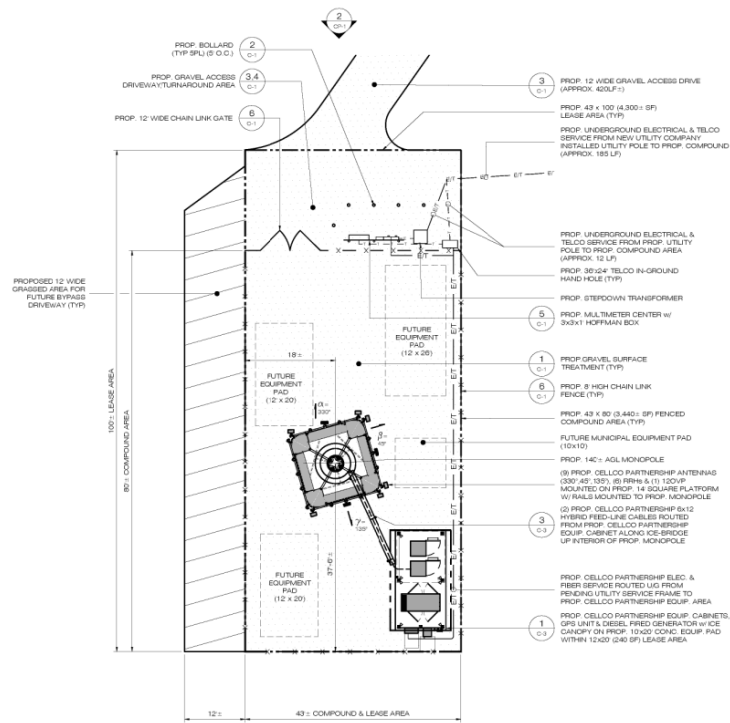 2
CP-1
PROP. BOLLARD
(TYP 5PL) (5' O.C.)
2
C-1
PROP. GRAVEL ACCESS
DRIVEWAY/TURNAROUND AREA
3,4
C-1
PROP. 12' WIDE CHAIN LINK GATE
6
C-1
3
C-1
PROP. 12' WIDE GRAVEL ACCESS DRIVE
(APPROX. 420LF±)
PROP. 43' x 100' (4,300± SF)
LEASE AREA (TYP)
PROP. UNDERGROUND ELECTRICAL & TELCO
SERVICE FROM NEW UTILITY COMPANY
INSTALLED UTILITY POLE TO PROP. COMPOUND
(APPROX. 185 LF)
E/T
E/T
E/T
E/T
PROP. UNDERGROUND ELECTRICAL &
TELCO SERVICE FROM PROP. UTILITY
POLE TO PROP. COMPOUND AREA
(APPROX. 12 LF)
PROP. 36'x24' TELCO IN-GROUND
HAND HOLE (TYP)
PROP. STEPDOWN TRANSFORMER
5
C-1
PROP. MULTIMETER CENTER w/
3'x3'x1' HOFFMAN BOX
1
C-1
PROP. GRAVEL SURFACE
TREATMENT (TYP)
6
C-1
PROP. 8' HIGH CHAIN LINK
FENCE (TYP)
PROP. 43' X 80' (3,440± SF) FENCED
COMPOUND AREA (TYP)
FUTURE MUNICIPAL EQUIPMENT PAD
(10x10')
PROP. 140'± AGL MONOPOLE
(9) PROP. CELLCO PARTNERSHIP ANTENNAS
(330°,45°,135°), (6) RRHs & (1) 12OVP
MOUNTED ON PROP. 14' SQUARE PLATFORM
W/ RAILS MOUNTED TO PROP. MONOPOLE
3
C-3
(2) PROP. CELLCO PARTNERSHIP 6x12
HYBRID FEED-LINE CABLES ROUTED
FROM PROP. CELLCO PARTNERSHIP
EQUIP. CABINET ALONG ICE-BRIDGE
UP INTERIOR OF PROP. MONOPOLE
PROP. CELLCO PARTNERSHIP ELEC. &
FIBER SERVICE ROUTED U/G FROM
PENDING UTILITY SERVICE FRAME TO
PROP. CELLCO PARTNERSHIP EQUIP. AREA
1
C-3
PROP. CELLCO PARTNERSHIP EQUIP. CABINETS,
GPS UNIT & DIESEL FIRED GENERATOR w/ ICE
CANOPY ON PROP. 10'x20' CONC. EQUIP. PAD
WITHIN 12'x20' (240 SF) LEASE AREA
PROPOSED 12' WIDE
GRASSED AREA FOR
FUTURE BYPASS
DRIVEWAY (TYP)
100'± LEASE AREA
80'± COMPOUND AREA
FUTURE
EQUIPMENT
PAD
(12' x 26')
18'±
FUTURE
EQUIPMENT
PAD
(12' x 20')
α=
330°
β=
45°
γ=
135°
37'-6'±
FUTURE
EQUIPMENT
PAD
(12' x 20')
12'±
43'± COMPOUND & LEASE AREA